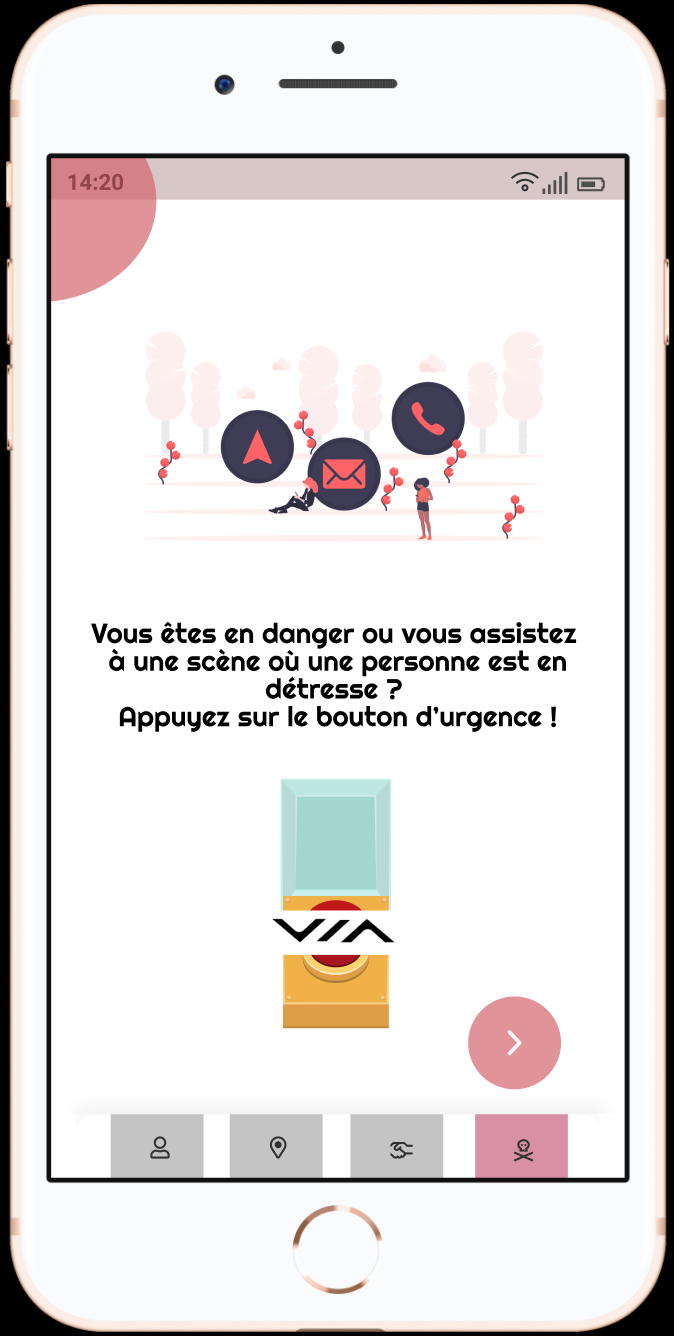 14:20
Vous êtes en danger ou vous assistez
à une scène où une personne est en
détresse ?
Appuyez sur le bouton d'urgence !
VIA